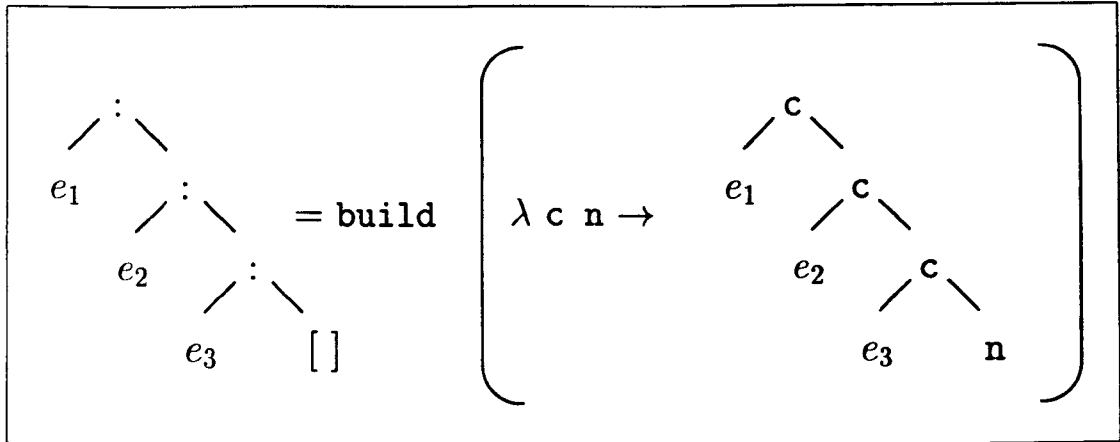 : c
e₁ : = build ( λ c n → e₁ c )
e₂ : e₂ c
e₃ [ ] e₃ n